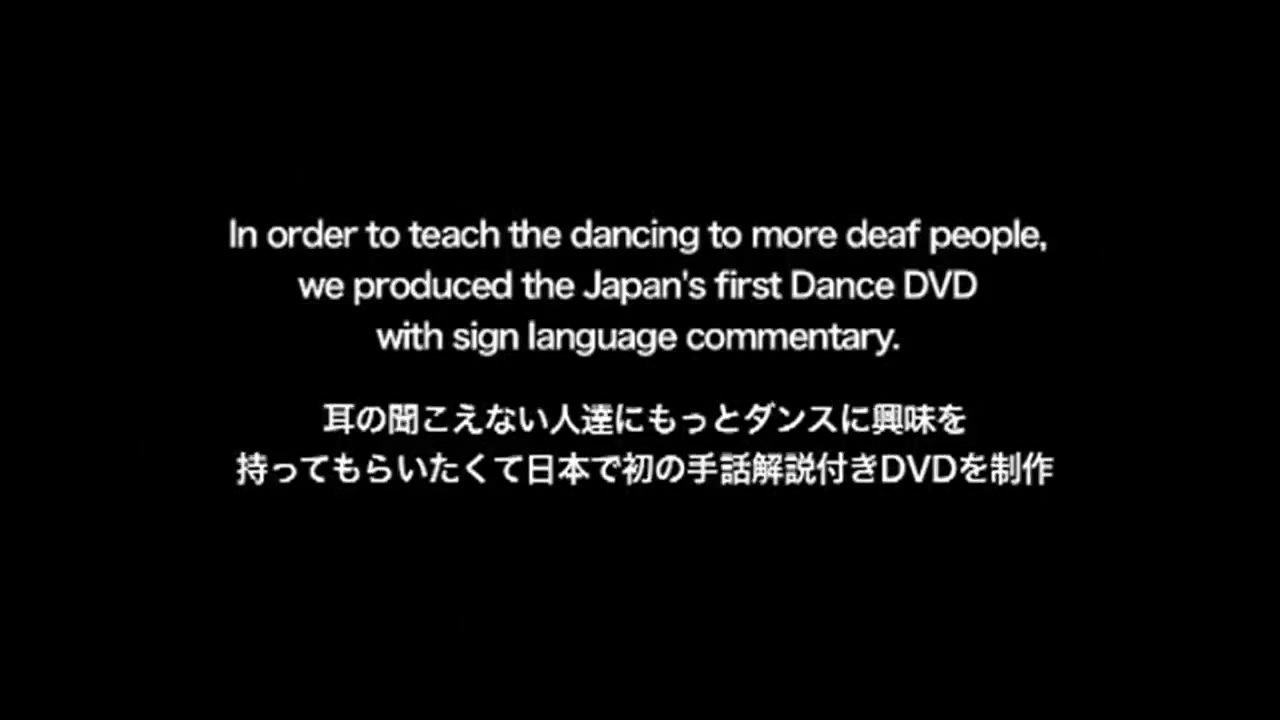 In order to teach the dancing to more deaf people,
we produced the Japan's first Dance DVD
with sign language commentary.
耳の聞こえない人達にもっとダンスに興味を
持ってもらいたくて日本で初の手話解説付きDVDを制作